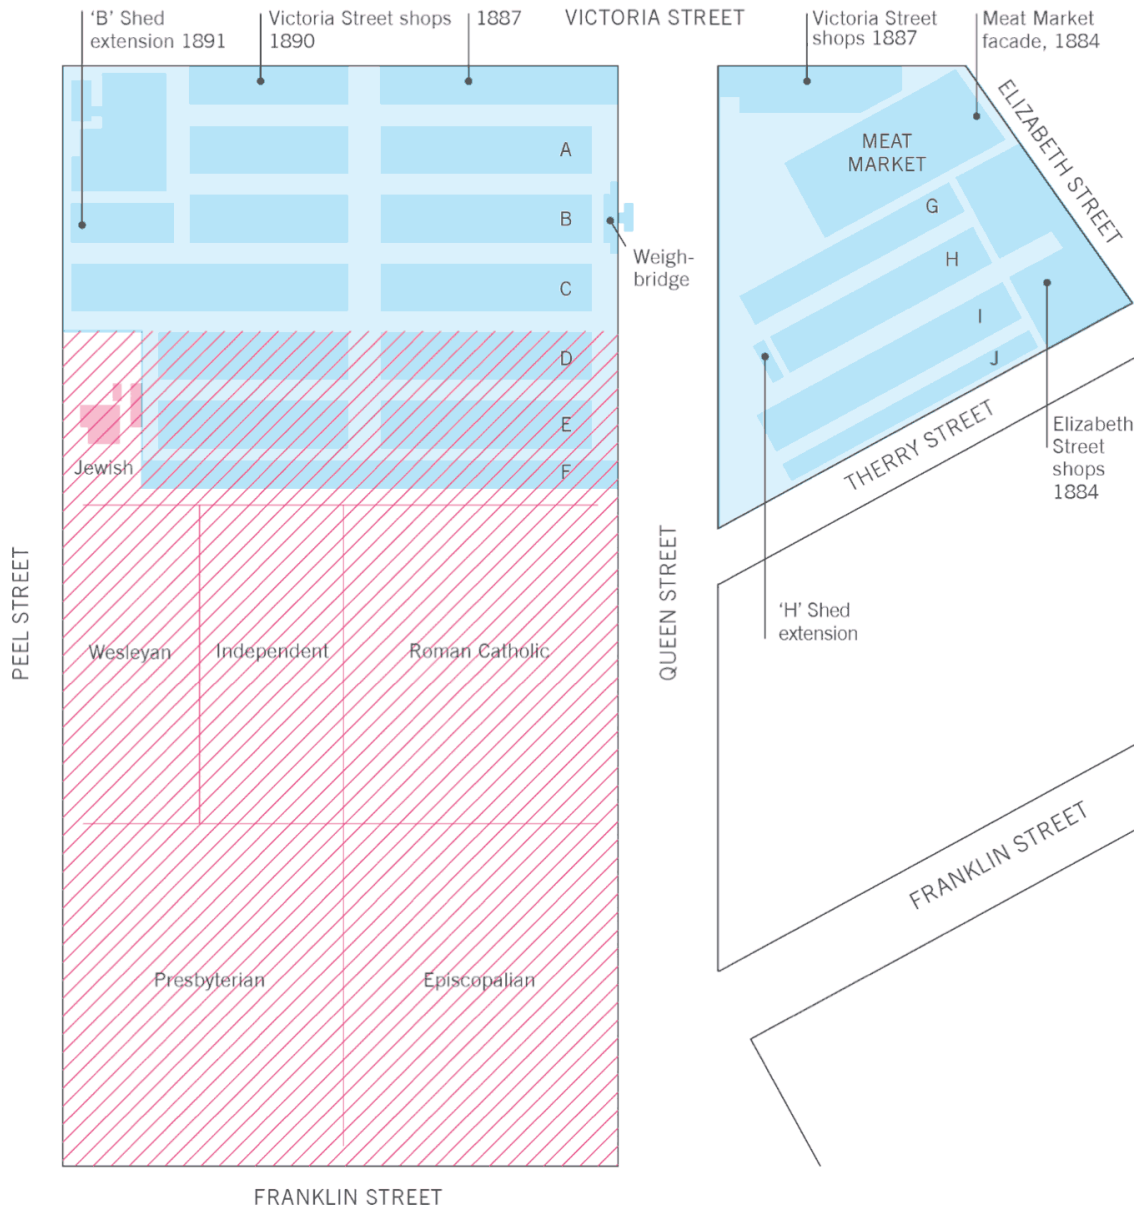 ‘B’ Shed
extension 1891
Victoria Street shops
1890
1887
VICTORIA STREET
Victoria Street
shops 1887
Meat Market
facade, 1884
ELIZABETH STREET
MEAT
MARKET
A
B
C
D
E
F
G
H
I
J
Weigh-
bridge
Jewish
THERRY STREET
Elizabeth
Street
shops
1884
‘H’ Shed
extension
PEEL STREET
QUEEN STREET
Wesleyan
Independent
Roman Catholic
Presbyterian
Episcopalian
FRANKLIN STREET
FRANKLIN STREET